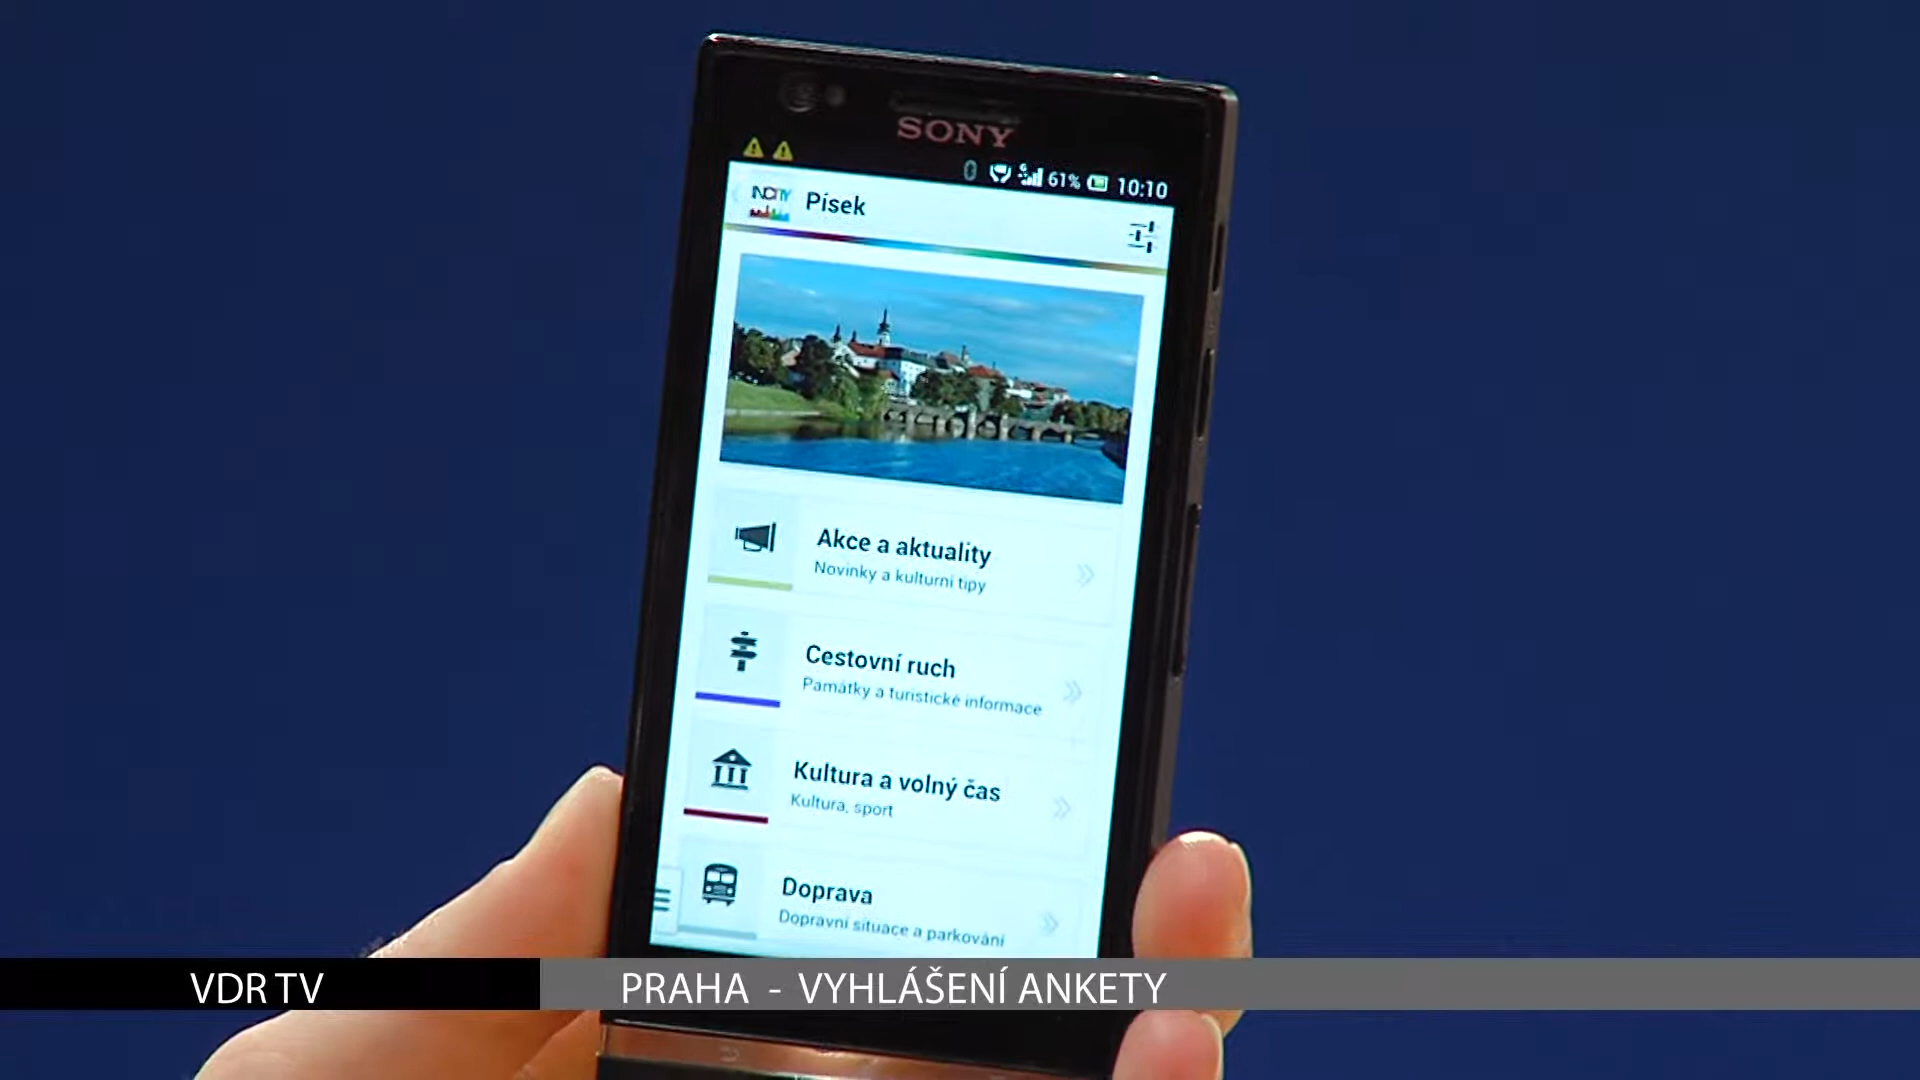 SONY
61% 10:10
INCITY Písek
Akce a aktuality
Novinky a kulturní tipy
Cestovní ruch
Památky a turistické informace
Kultura a volný čas
Kultura, sport
Doprava
Dopravní situace a parkování
VDR TV PRAHA - VYHLÁŠENÍ ANKETY